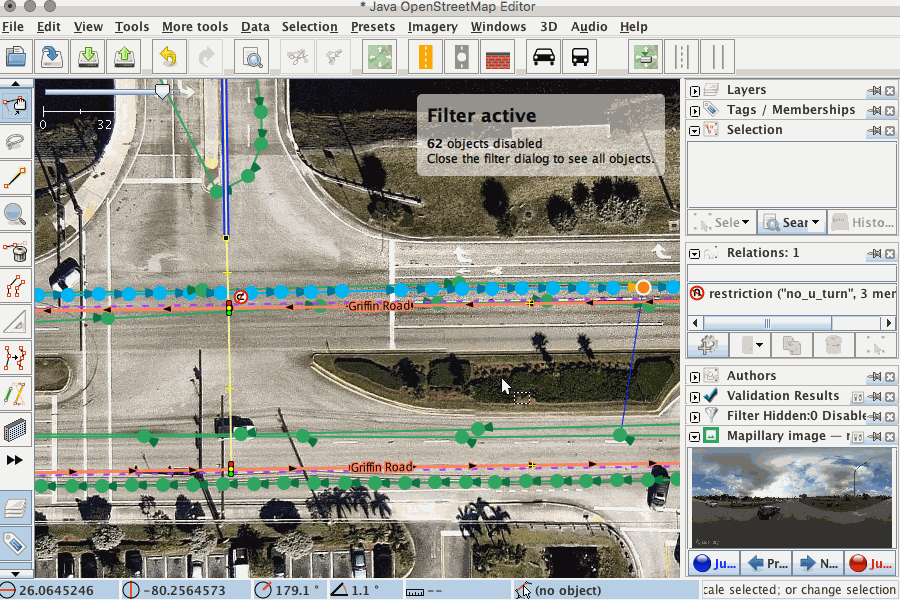 * Java OpenStreetMap Editor
File Edit View Tools More tools Data Selection Presets Imagery Windows 3D Audio Help
0 32
Filter active
62 objects disabled
Close the filter dialog to see all objects.
Griffin Road
Griffin Road
Layers
Tags / Memberships
Selection
Sele
Sear
Histo...
Relations: 1
restriction ("no_u_turn", 3 mer
Authors
Validation Results
Filter Hidden:0 Disable
Mapillary image —
Ju...
Pr...
N...
Ju...
26.0645246 -80.2564573 179.1 ° 1.1 ° -- (no object) cale selected; or change selection